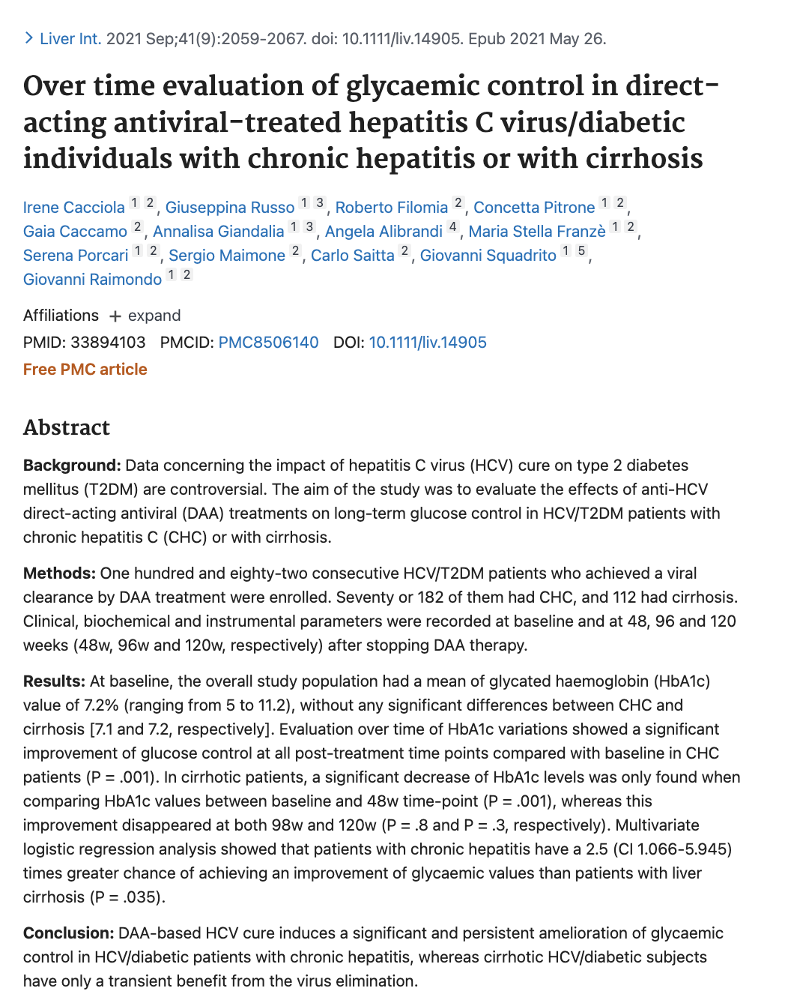 > Liver Int. 2021 Sep;41(9):2059-2067. doi: 10.1111/liv.14905. Epub 2021 May 26.
Over time evaluation of glycaemic control in direct-
acting antiviral-treated hepatitis C virus/diabetic
individuals with chronic hepatitis or with cirrhosis
Irene Cacciola 1 2, Giuseppina Russo 1 3, Roberto Filomia 2, Concetta Pitrone 1 2,
Gaia Caccamo 2, Annalisa Giandalia 1 3, Angela Alibrandi 4, Maria Stella Franzè 1 2,
Serena Porcari 1 2, Sergio Maimone 2, Carlo Saitta 2, Giovanni Squadrito 1 5,
Giovanni Raimondo 1 2
Affiliations + expand
PMID: 33894103 PMCID: PMC8506140 DOI: 10.1111/liv.14905
Free PMC article
Abstract
Background: Data concerning the impact of hepatitis C virus (HCV) cure on type 2 diabetes
mellitus (T2DM) are controversial. The aim of the study was to evaluate the effects of anti-HCV
direct-acting antiviral (DAA) treatments on long-term glucose control in HCV/T2DM patients with
chronic hepatitis C (CHC) or with cirrhosis.
Methods: One hundred and eighty-two consecutive HCV/T2DM patients who achieved a viral
clearance by DAA treatment were enrolled. Seventy or 182 of them had CHC, and 112 had cirrhosis.
Clinical, biochemical and instrumental parameters were recorded at baseline and at 48, 96 and 120
weeks (48w, 96w and 120w, respectively) after stopping DAA therapy.
Results: At baseline, the overall study population had a mean of glycated haemoglobin (HbA1c)
value of 7.2% (ranging from 5 to 11.2), without any significant differences between CHC and
cirrhosis [7.1 and 7.2, respectively]. Evaluation over time of HbA1c variations showed a significant
improvement of glucose control at all post-treatment time points compared with baseline in CHC
patients (P = .001). In cirrhotic patients, a significant decrease of HbA1c levels was only found when
comparing HbA1c values between baseline and 48w time-point (P = .001), whereas this
improvement disappeared at both 98w and 120w (P = .8 and P = .3, respectively). Multivariate
logistic regression analysis showed that patients with chronic hepatitis have a 2.5 (CI 1.066-5.945)
times greater chance of achieving an improvement of glycaemic values than patients with liver
cirrhosis (P = .035).
Conclusion: DAA-based HCV cure induces a significant and persistent amelioration of glycaemic
control in HCV/diabetic patients with chronic hepatitis, whereas cirrhotic HCV/diabetic subjects
have only a transient benefit from the virus elimination.